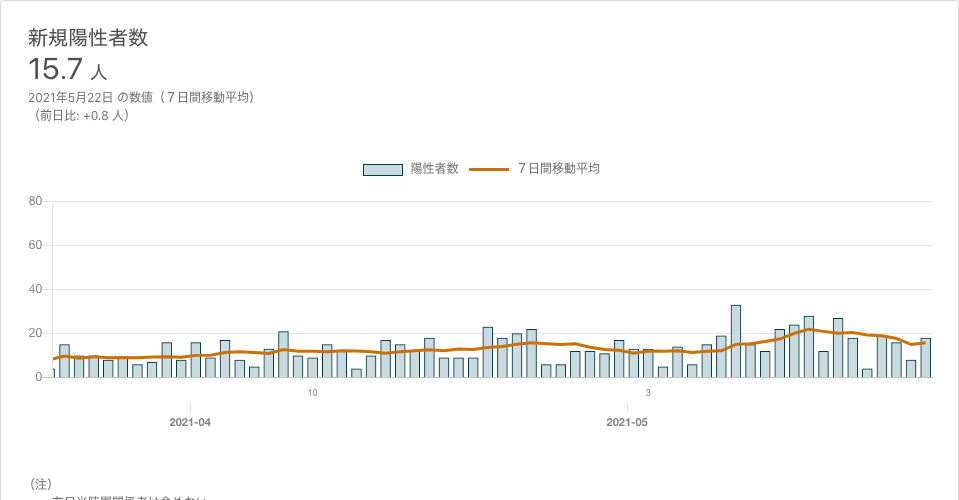 新規陽性者数
15.7 人
2021年5月22日 の数値（７日間移動平均）
（前日比: +0.8 人）
陽性者数 ７日間移動平均
80
60
40
20
0
10 3
2021-04 2021-05
（注）